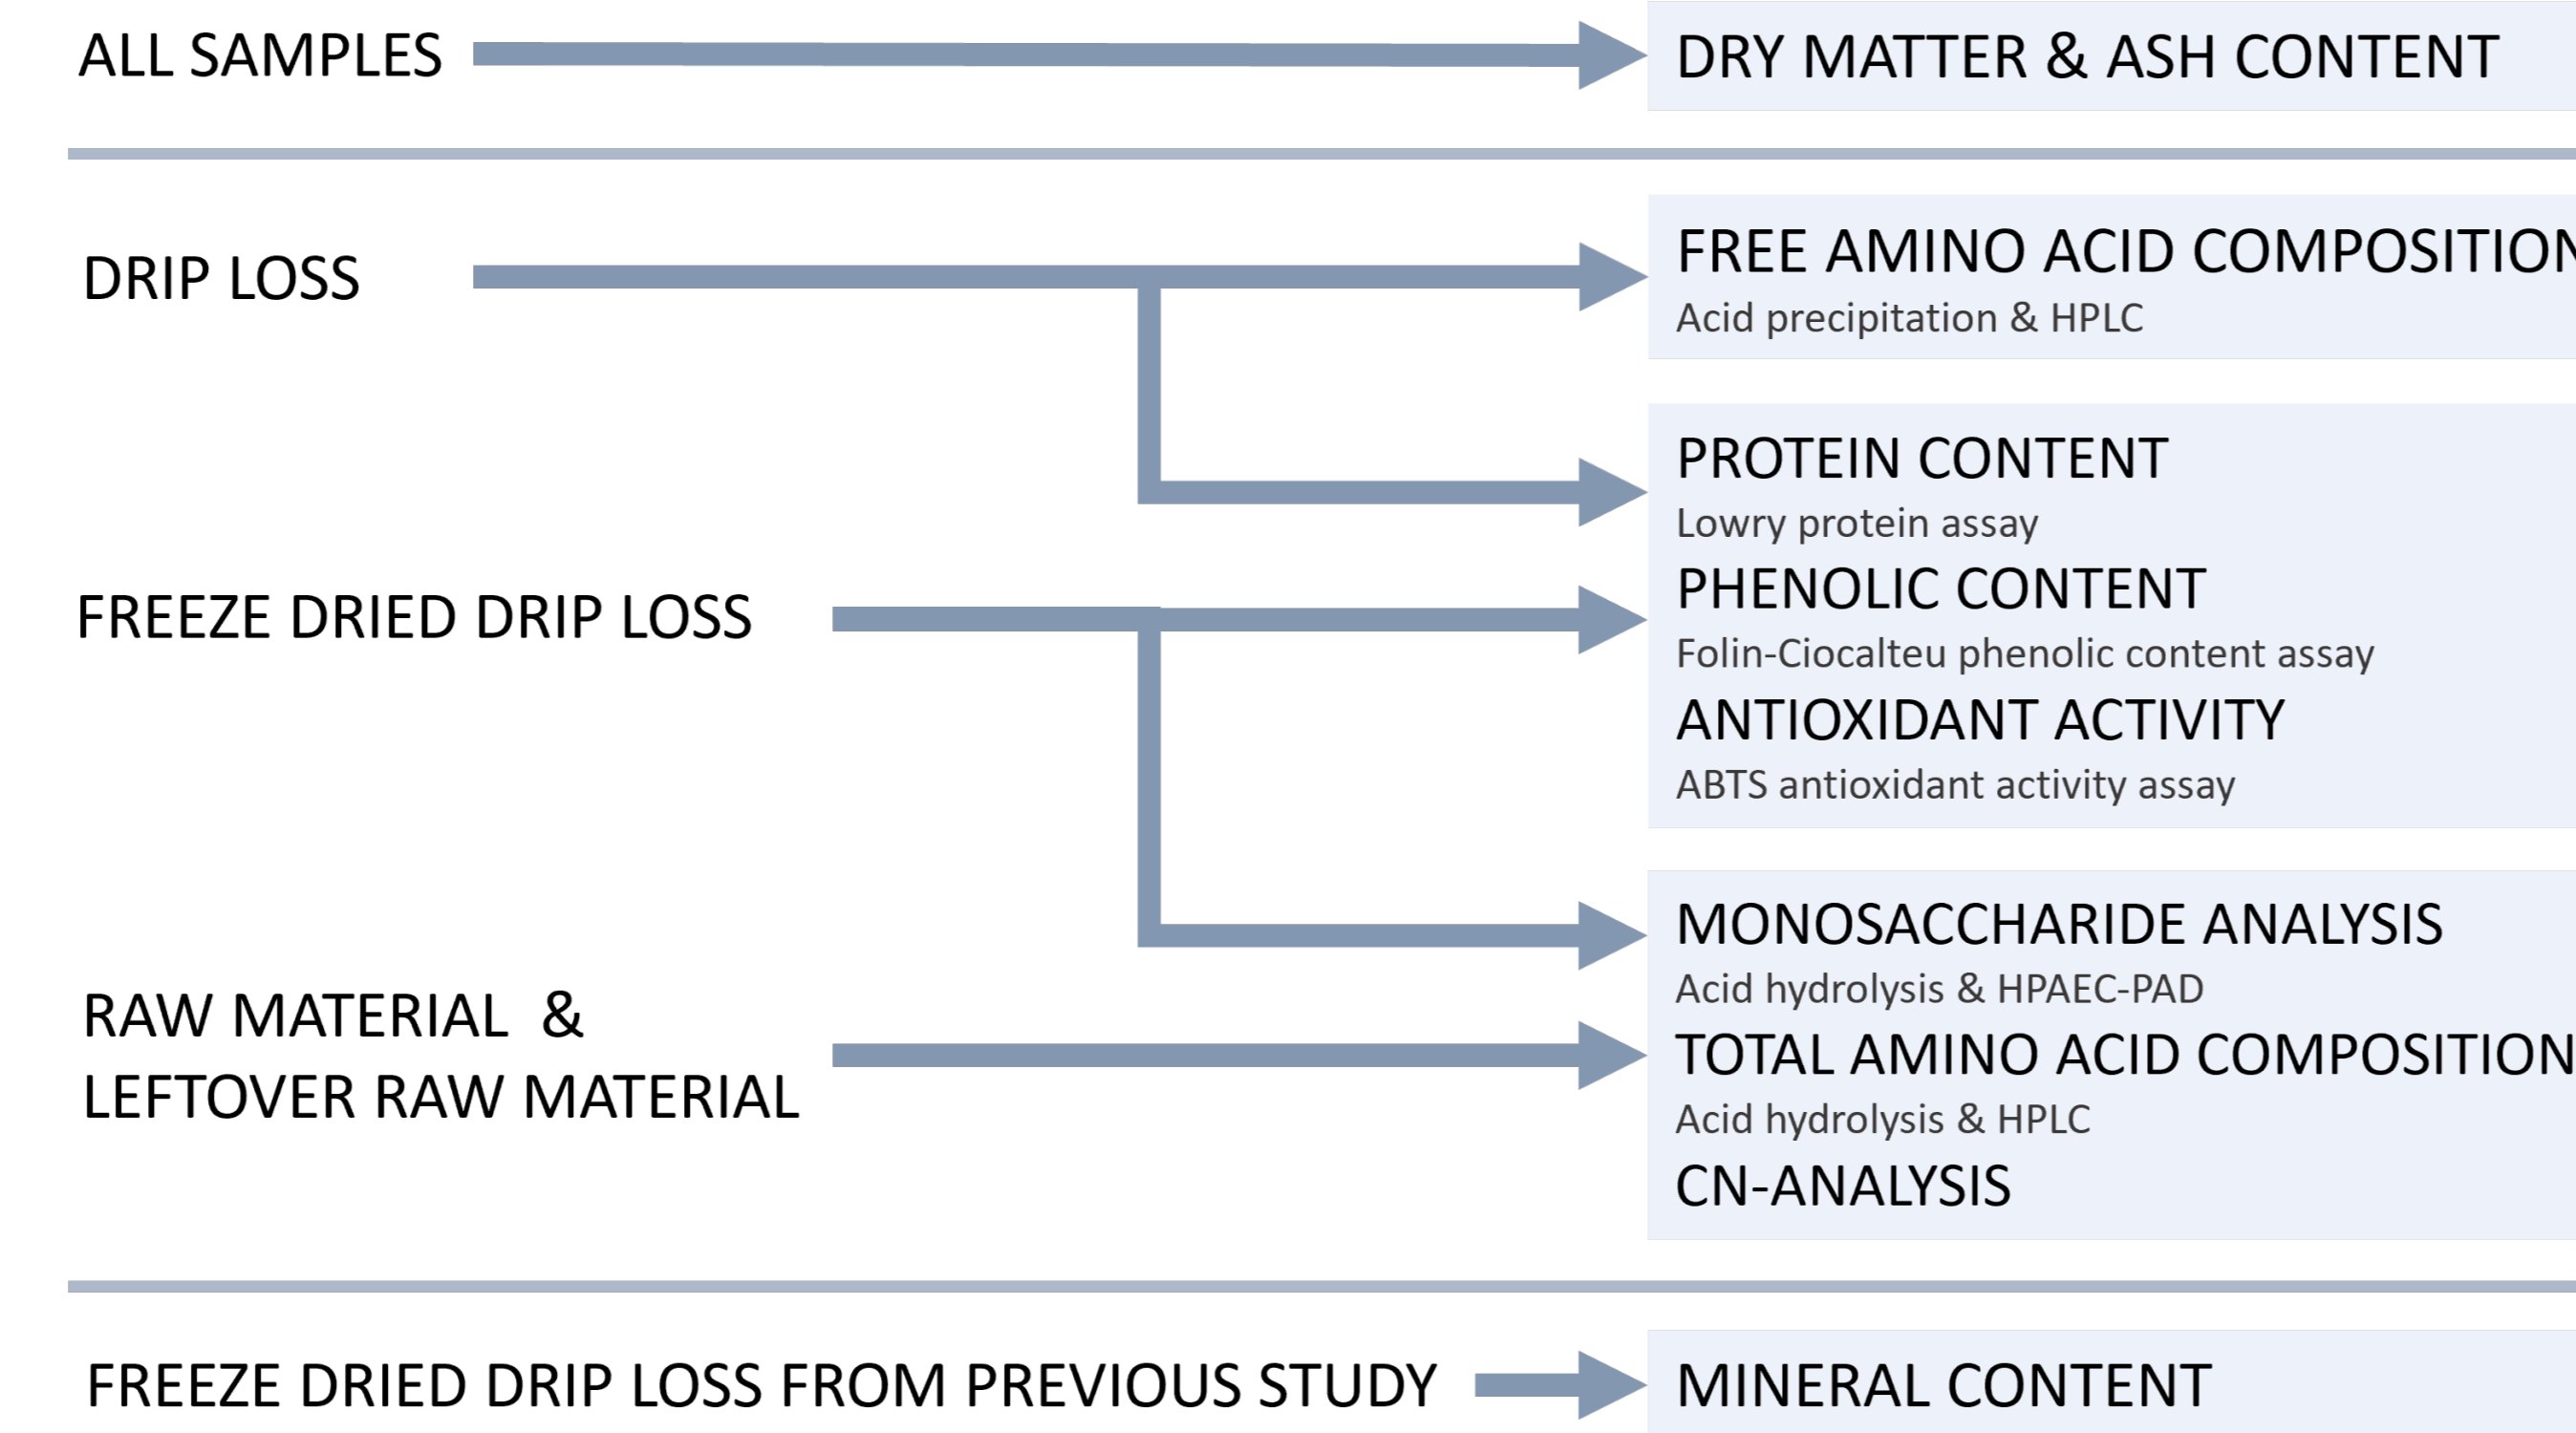 ALL SAMPLES
DRY MATTER & ASH CONTENT
DRIP LOSS
FREE AMINO ACID COMPOSITION
Acid precipitation & HPLC
PROTEIN CONTENT
Lowry protein assay
FREEZE DRIED DRIP LOSS
PHENOLIC CONTENT
Folin-Ciocalteu phenolic content assay
ANTIOXIDANT ACTIVITY
ABTS antioxidant activity assay
RAW MATERIAL &
LEFTOVER RAW MATERIAL
MONOSACCHARIDE ANALYSIS
Acid hydrolysis & HPAEC-PAD
TOTAL AMINO ACID COMPOSITION
Acid hydrolysis & HPLC
CN-ANALYSIS
FREEZE DRIED DRIP LOSS FROM PREVIOUS STUDY
MINERAL CONTENT